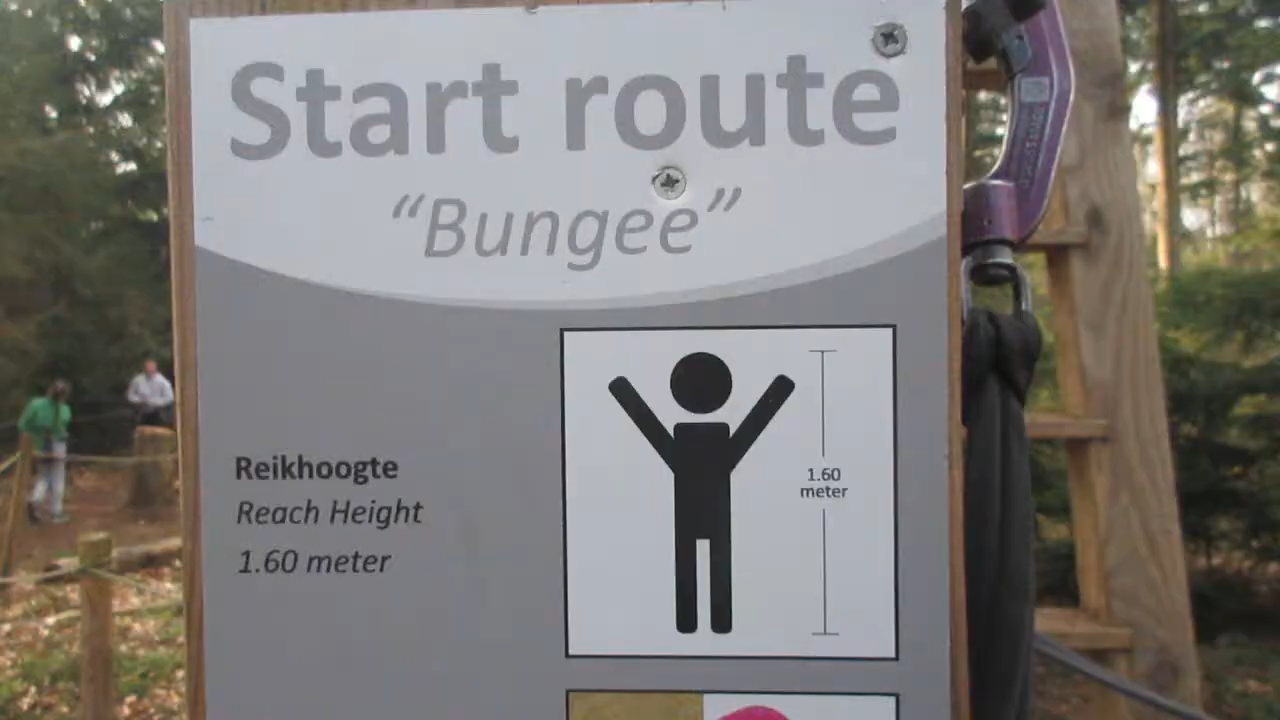 Start route
“Bungee”
Reikhoogte
Reach Height
1.60 meter
1.60
meter